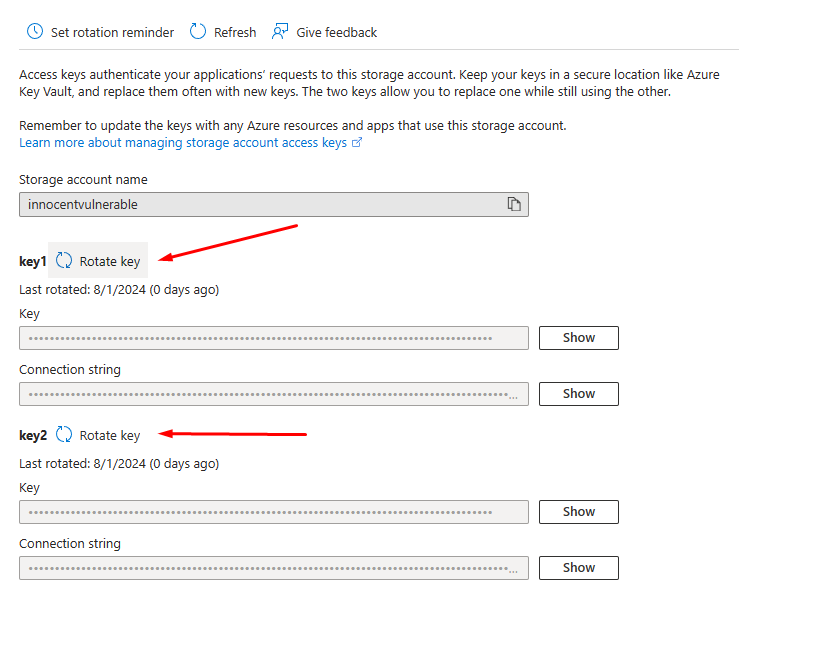 Set rotation reminder Refresh Give feedback
Access keys authenticate your applications' requests to this storage account. Keep your keys in a secure location like Azure
Key Vault, and replace them often with new keys. The two keys allow you to replace one while still using the other.
Remember to update the keys with any Azure resources and apps that use this storage account.
Learn more about managing storage account access keys
Storage account name
innocentvulnerable
key1 Rotate key
Last rotated: 8/1/2024 (0 days ago)
Key
Show
Connection string
... Show
key2 Rotate key
Last rotated: 8/1/2024 (0 days ago)
Key
Show
Connection string
... Show